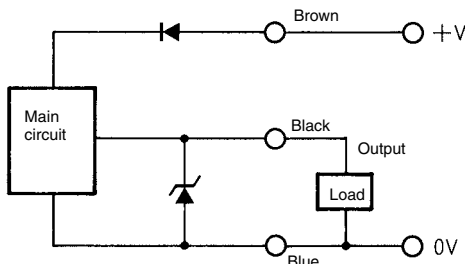 Brown
+V
Main
circuit
Black
Output
Load
0V
Blue